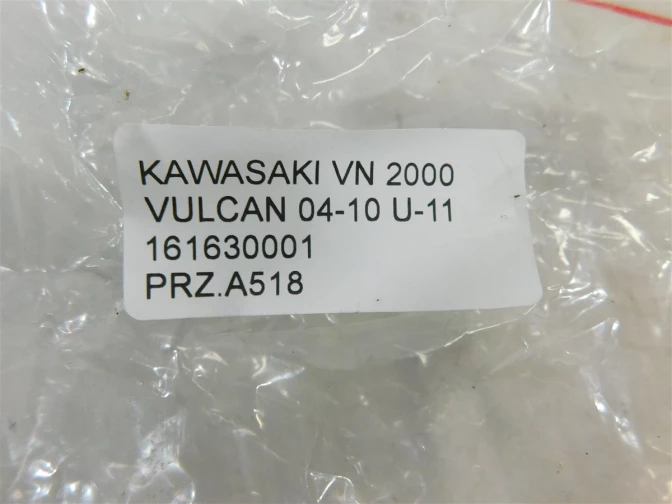 KAWASAKI VN 2000
VULCAN 04-10 U-11
161630001
PRZ.A518